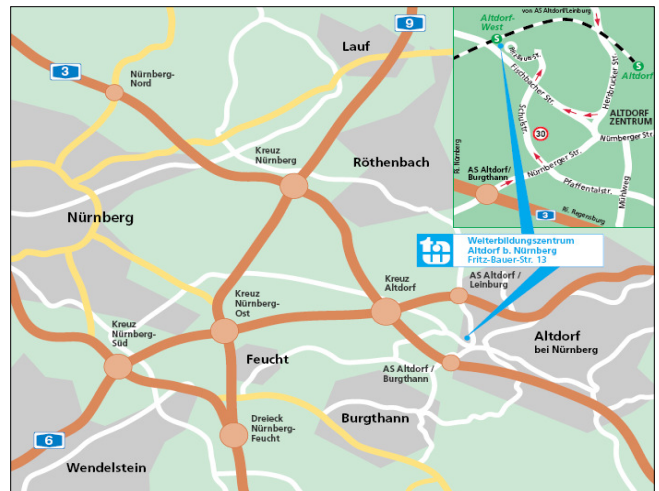 9
Lauf
3
Nürnberg-
Nord
Kreuz
Nürnberg
Röthenbach
Nürnberg
Kreuz
Nürnberg-
Ost
Kreuz
Altdorf
Kreuz
Nürnberg-
Süd
Feucht
AS Altdorf /
Leinburg
Altdorf
bei Nürnberg
AS Altdorf /
Burgthann
Burgthann
Dreieck
Nürnberg-
Feucht
6
Wendelstein
Weiterbildungszentrum
Altdorf b. Nürnberg
Fritz-Bauer-Str. 13
von AS Altdorf/Leinburg
Altdorf-
West
S
S
Altdorf
Fischbacher Str.
Hersbrucker Str.
ALTDORF
ZENTRUM
Schulstr.
30
Nürnberger Str.
AS Altdorf/
Burgthann
Nürnberger Str.
Pfaffentalstr.
Mühlweg
Ri. Nürnberg
3
Ri. Regensburg